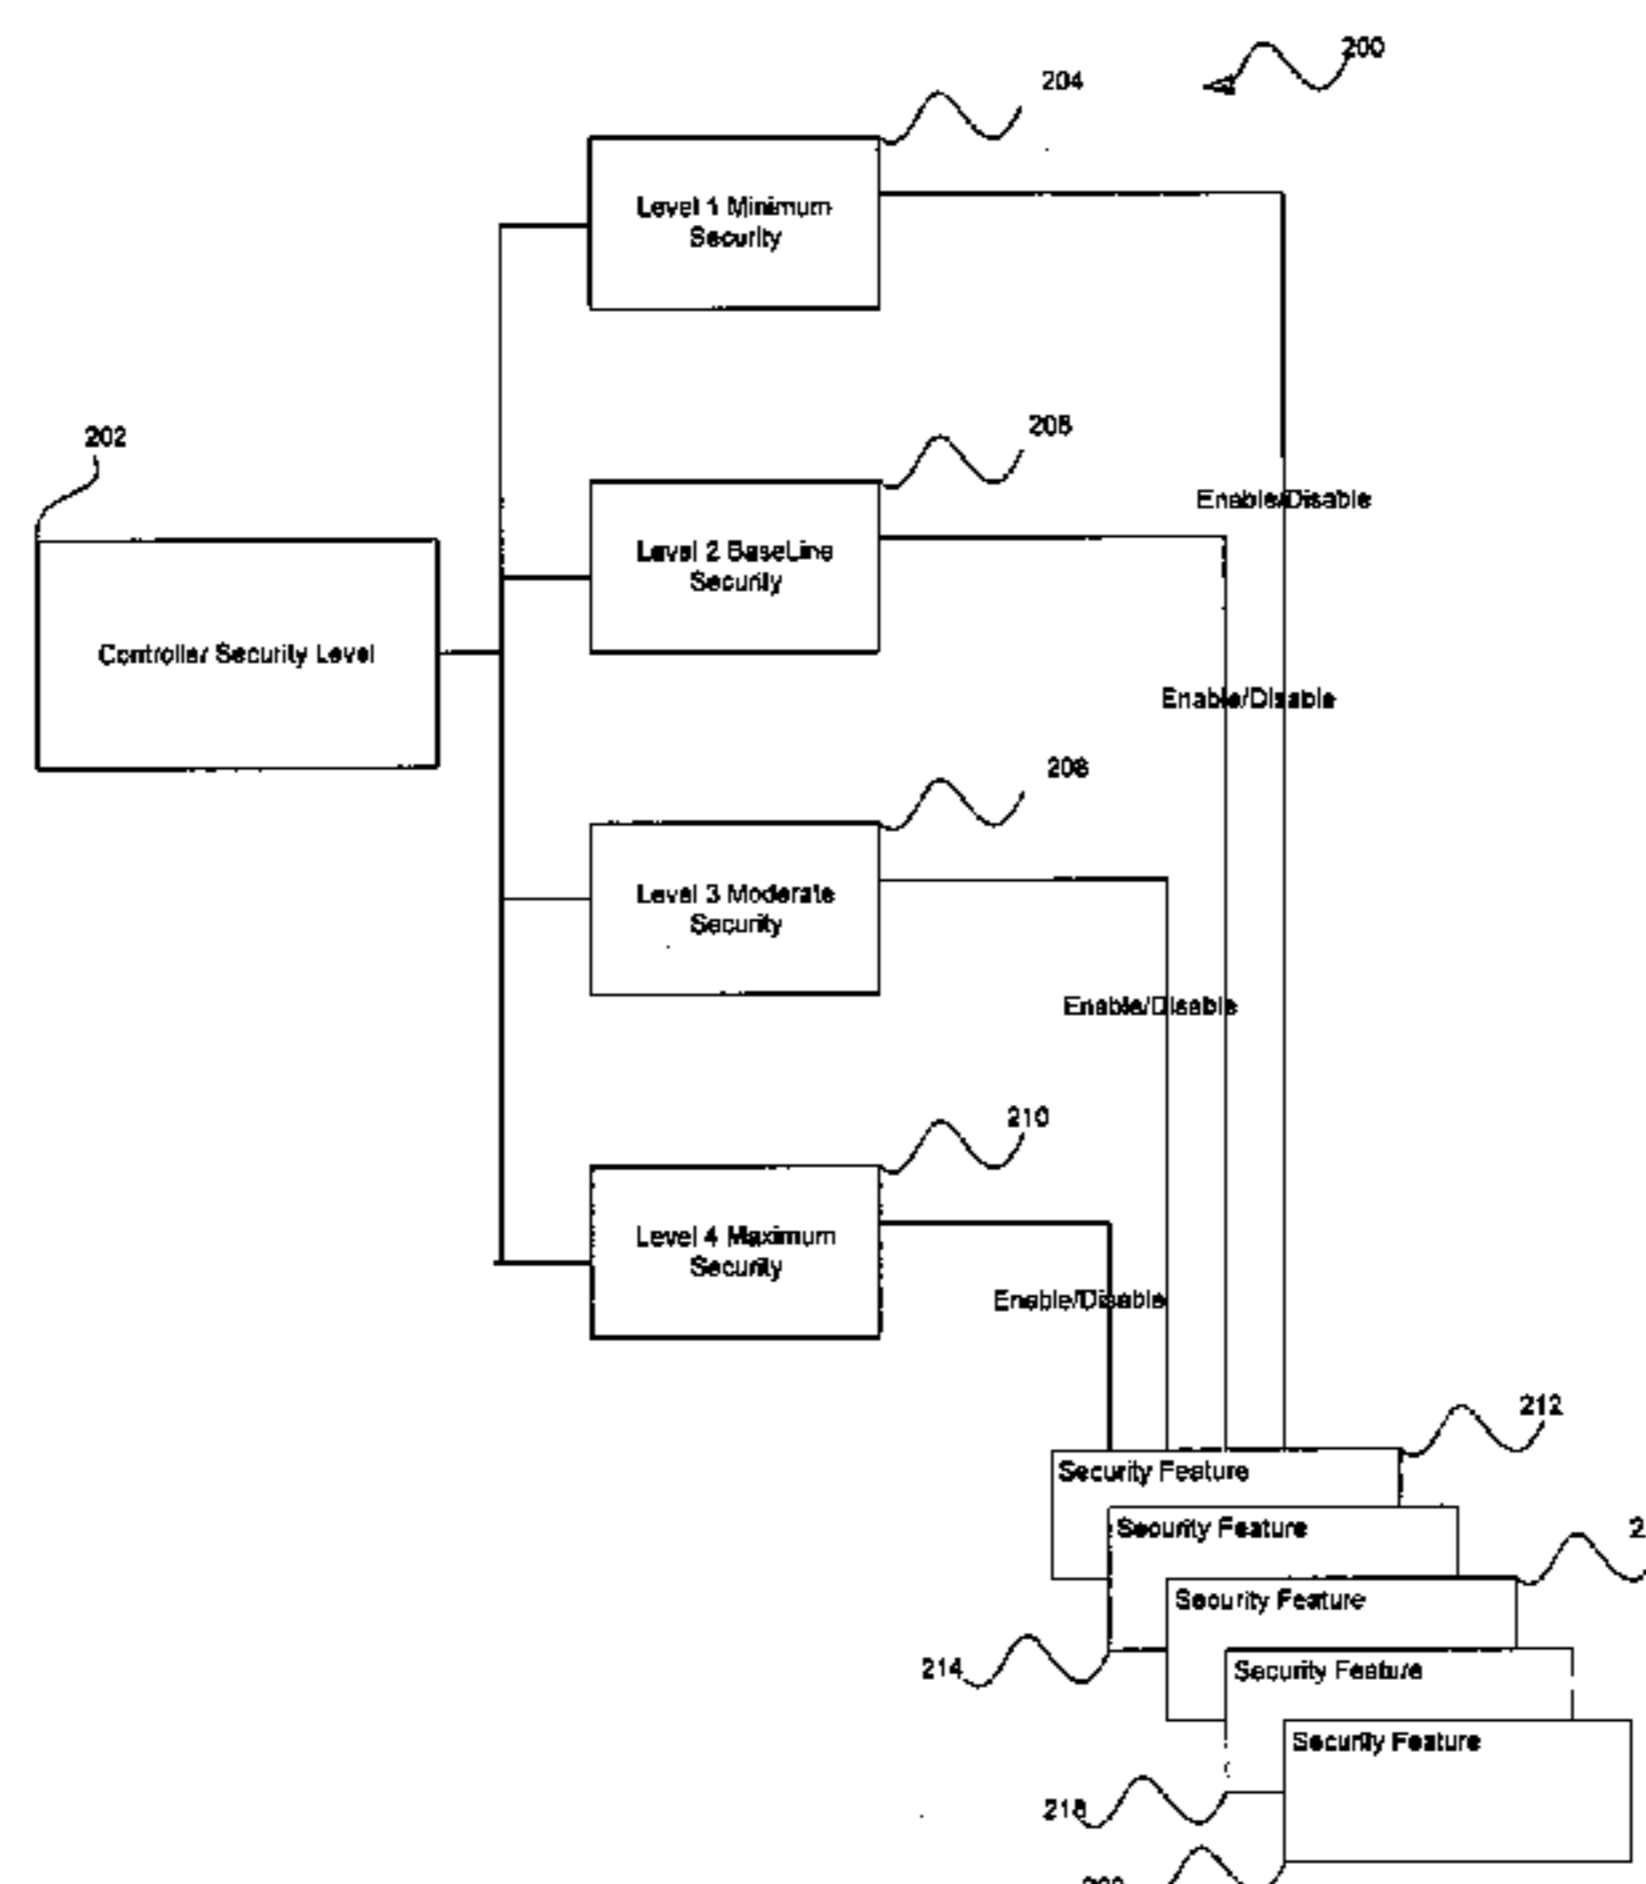 200
204
Level 1 Minimum
Security
206
202
Enable/Disable
Level 2 BaseLine
Security
Controller Security Level
Enable/Disable
208
Level 3 Moderate
Security
Enable/Disable
210
Level 4 Maximum
Security
Enable/Disable
212
Security Feature
Security Feature
Security Feature
214
Security Feature
Security Feature
218